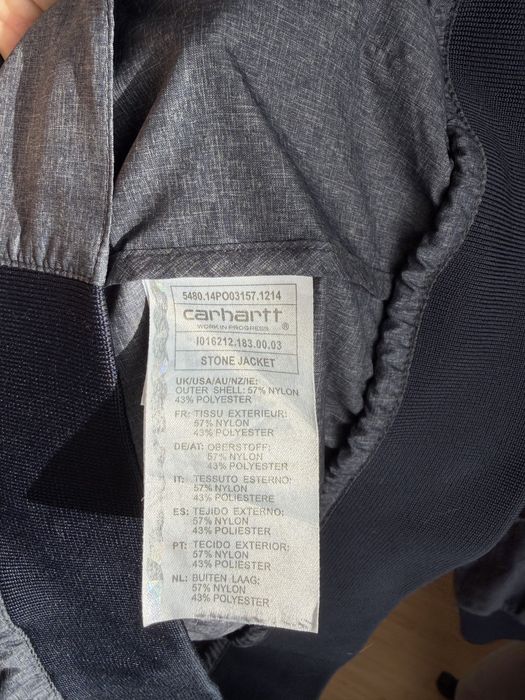 5480.14PO03157.1214
carhartt
WORK IN PROGRESS ®
I016212.183.00.03
STONE JACKET
UK/USA/AU/NZ/IE:
OUTER SHELL: 57% NYLON
43% POLYESTER
FR: TISSU EXTERIEUR:
57% NYLON
43% POLYESTER
DE/AT: OBERSTOFF:
57% NYLON
43% POLYESTER
IT: TESSUTO ESTERNO:
57% NYLON
43% POLIESTERE
ES: TEJIDO EXTERNO:
57% NYLON
43% POLYESTER
PT: TECIDO EXTERIOR:
57% NYLON
43% POLYESTER
NL: BUITEN LAAG:
57% NYLON
43% POLYESTER